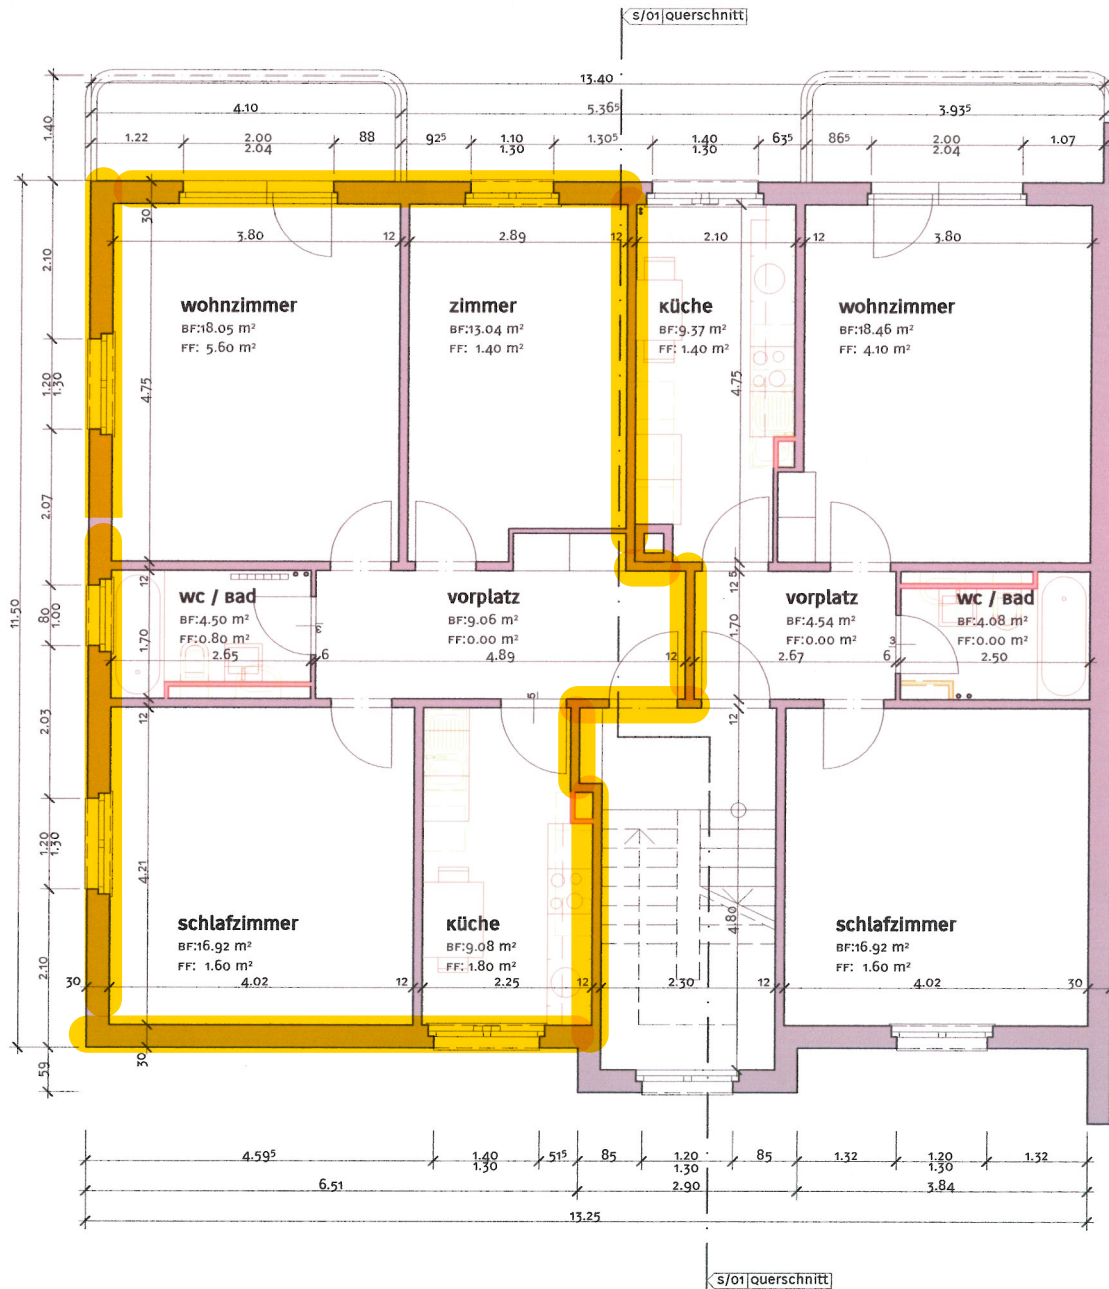 S/01 Querschnitt
13.40
4.10
5.36⁵
3.93⁵
1.22
2.00
2.04
88
92⁵
1.10
1.30
1.30⁵
1.40
1.30
63⁵
86⁵
2.00
2.04
1.07
1.40
30
3.80
12
2.89
12
2.10
12
3.80
2.10
wohnzimmer
BF:18.05 m²
FF: 5.60 m²
zimmer
BF:13.04 m²
FF: 1.40 m²
küche
BF:9.37 m²
FF: 1.40 m²
wohnzimmer
BF:18.46 m²
FF: 4.10 m²
1.20
1.30
4.75
4.75
2.07
11.50
12
12 5
80
1.00
wc / Bad
BF:4.50 m²
FF:0.80 m²
2.65
1.70
6
vorplatz
BF:9.06 m²
FF:0.00 m²
4.89
12
vorplatz
BF:4.54 m²
FF:0.00 m²
2.67
1.70
3
6
wc / Bad
BF:4.08 m²
FF:0.00 m²
2.50
2.03
12
5
12
1.20
1.30
4.21
4.80
schlafzimmer
BF:16.92 m²
FF: 1.60 m²
küche
BF:9.08 m²
FF: 1.80 m²
schlafzimmer
BF:16.92 m²
FF: 1.60 m²
2.10
30
4.02
12
2.25
12
2.30
12
4.02
30
59
30
4.59⁵
1.40
1.30
51⁵
85
1.20
1.30
85
1.32
1.20
1.30
1.32
6.51
2.90
3.84
13.25
S/01 Querschnitt